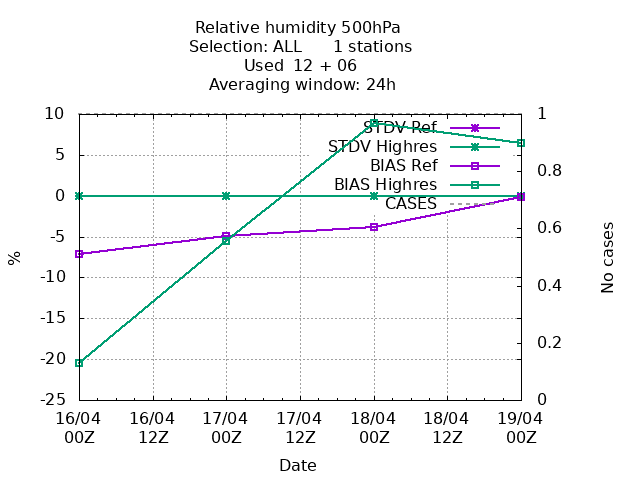 Relative humidity 500hPa
Selection: ALL      1 stations
Used  12 + 06
Averaging window: 24h
10
5
0
-5
-10
-15
-20
-25
%
1
0.8
0.6
0.4
0.2
0
No cases
STDV Ref
STDV Highres
BIAS Ref
BIAS Highres
CASES
16/04 16/04 17/04 17/04 18/04 18/04 19/04
00Z 12Z 00Z 12Z 00Z 12Z 00Z
Date